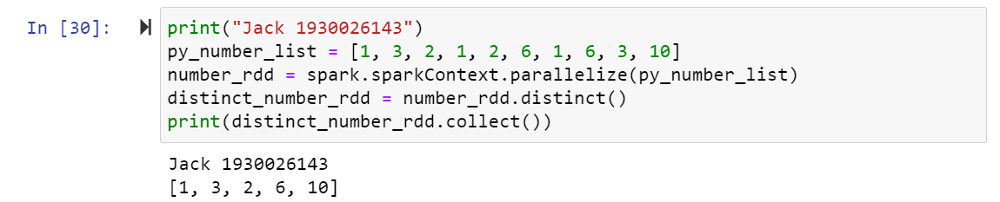 In [30]: print("Jack 1930026143")
py_number_list = [1, 3, 2, 1, 2, 6, 1, 6, 3, 10]
number_rdd = spark.sparkContext.parallelize(py_number_list)
distinct_number_rdd = number_rdd.distinct()
print(distinct_number_rdd.collect())
Jack 1930026143
[1, 3, 2, 6, 10]